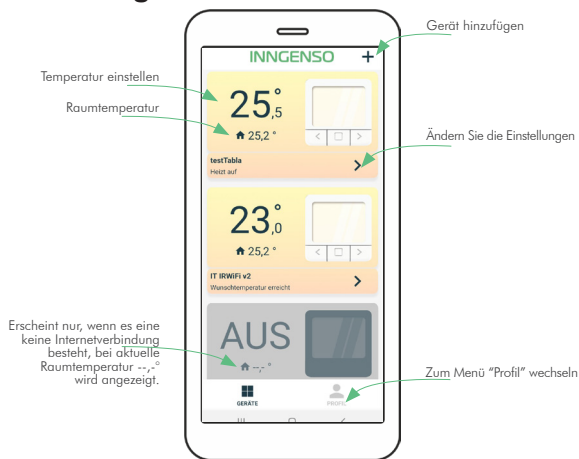 Gerät hinzufügen
INNGENSO +
Temperatur einstellen
25°,5
Raumtemperatur
25,2 °
Ändern Sie die Einstellungen
testTabla
Heizt auf
23°,0
25,2 °
IT IRWiFi v2
Wunschtemperatur erreicht
Erscheint nur, wenn es eine
keine Internetverbindung
besteht, bei aktuelle
Raumtemperatur --,-°
wird angezeigt.
AUS
--,- °
Zum Menü “Profil” wechseln
GERÄTE
PROFIL